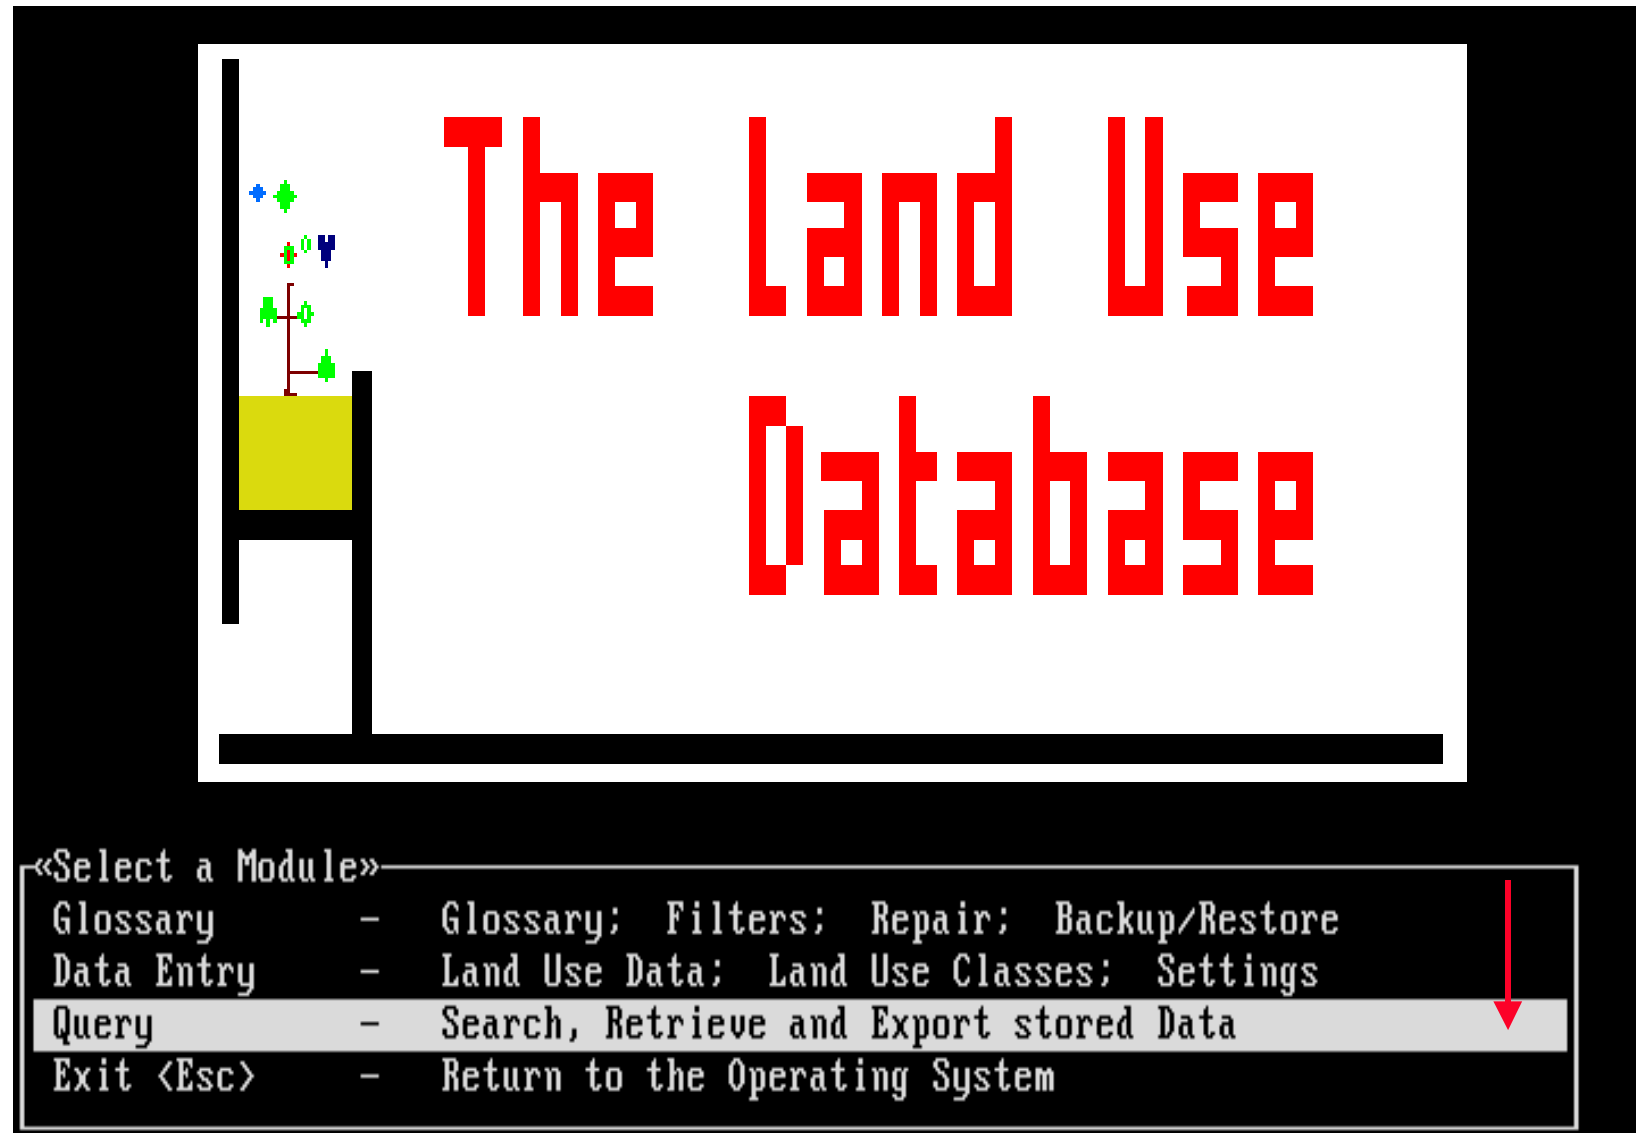 The Land Use
Database
«Select a Module»
Glossary - Glossary; Filters; Repair; Backup/Restore
Data Entry - Land Use Data; Land Use Classes; Settings
Query - Search, Retrieve and Export stored Data
Exit <Esc> - Return to the Operating System